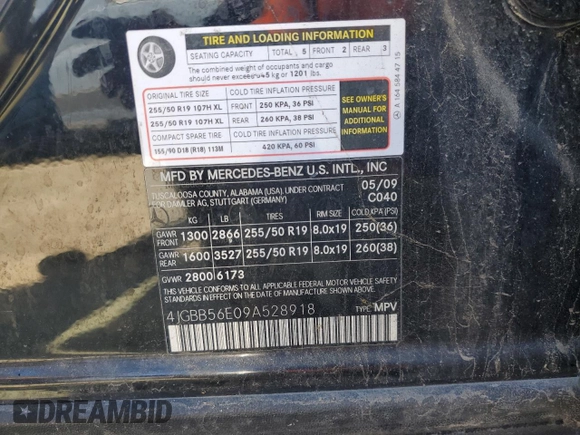 TIRE AND LOADING INFORMATION
SEATING CAPACITY TOTAL 5 FRONT 2 REAR 3
The combined weight of occupants and cargo
should never exceed 545 kg or 1201 lbs.
ORIGINAL TIRE SIZE COLD TIRE INFLATION PRESSURE
255/50 R19 107H XL FRONT 250 KPA, 36 PSI
255/50 R19 107H XL REAR 260 KPA, 38 PSI
COMPACT SPARE TIRE COLD TIRE INFLATION PRESSURE
155/90 D18 (R18) 113M 420 KPA, 60 PSI
SEE OWNER'S
MANUAL FOR
ADDITIONAL
INFORMATION
A 164 584 47 15
MFD BY MERCEDES-BENZ U.S. INTL., INC
TUSCALOOSA COUNTY, ALABAMA (USA), UNDER CONTRACT 05/09
FOR DAIMLER AG, STUTTGART (GERMANY) C040
KG LB TIRES RIM SIZE COLD KPA (PSI)
GAWR FRONT 1300 2866 255/50 R19 8.0x19 250(36)
GAWR REAR 1600 3527 255/50 R19 8.0x19 260(38)
GVWR 2800 6173
THIS VEHICLE CONFORMS TO ALL APPLICABLE FEDERAL MOTOR VEHICLE
SAFETY STANDARDS IN EFFECT ON THE DATE OF MANUFACTURE SHOWN ABOVE
4JGBB56E09A528918 TYPE: MPV
DREAMBID